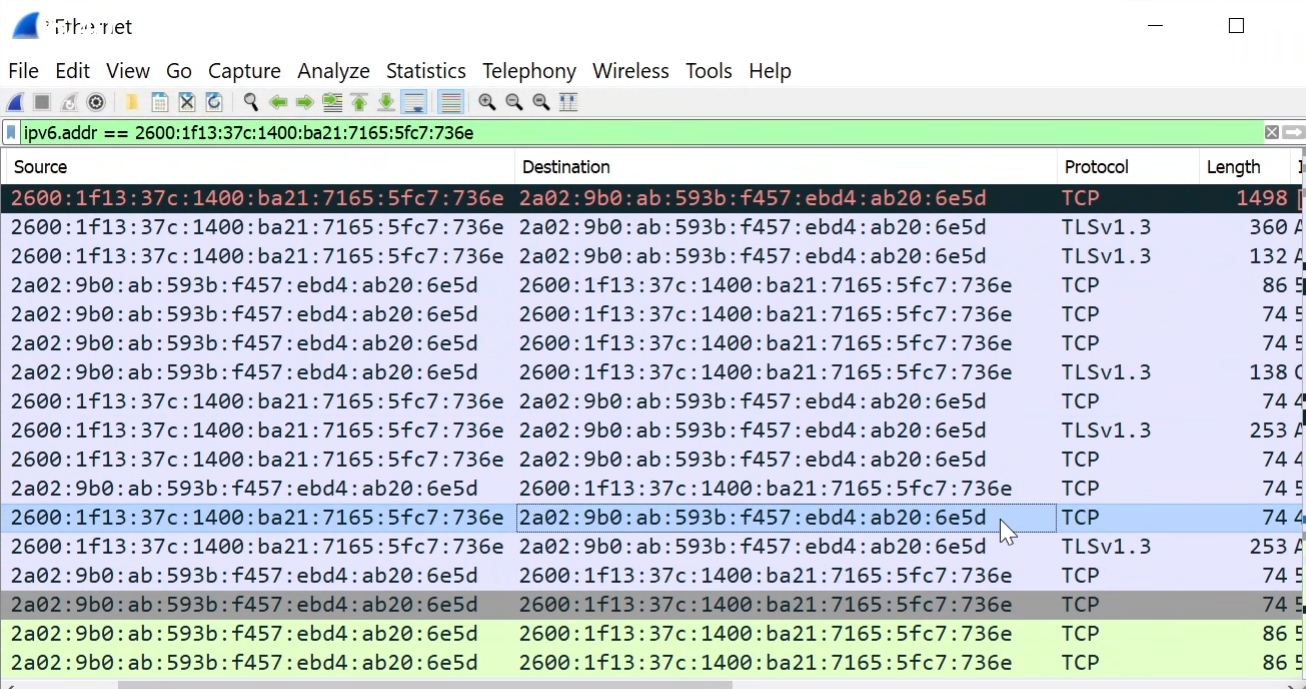 *Ethernet
File Edit View Go Capture Analyze Statistics Telephony Wireless Tools Help
ipv6.addr == 2600:1f13:37c:1400:ba21:7165:5fc7:736e
Source Destination Protocol Length
2600:1f13:37c:1400:ba21:7165:5fc7:736e 2a02:9b0:ab:593b:f457:ebd4:ab20:6e5d TCP 1498 [
2600:1f13:37c:1400:ba21:7165:5fc7:736e 2a02:9b0:ab:593b:f457:ebd4:ab20:6e5d TLSv1.3 360
2600:1f13:37c:1400:ba21:7165:5fc7:736e 2a02:9b0:ab:593b:f457:ebd4:ab20:6e5d TLSv1.3 132
2a02:9b0:ab:593b:f457:ebd4:ab20:6e5d 2600:1f13:37c:1400:ba21:7165:5fc7:736e TCP 86
2a02:9b0:ab:593b:f457:ebd4:ab20:6e5d 2600:1f13:37c:1400:ba21:7165:5fc7:736e TCP 74
2a02:9b0:ab:593b:f457:ebd4:ab20:6e5d 2600:1f13:37c:1400:ba21:7165:5fc7:736e TCP 74
2a02:9b0:ab:593b:f457:ebd4:ab20:6e5d 2600:1f13:37c:1400:ba21:7165:5fc7:736e TLSv1.3 138
2600:1f13:37c:1400:ba21:7165:5fc7:736e 2a02:9b0:ab:593b:f457:ebd4:ab20:6e5d TCP 74
2600:1f13:37c:1400:ba21:7165:5fc7:736e 2a02:9b0:ab:593b:f457:ebd4:ab20:6e5d TLSv1.3 253
2600:1f13:37c:1400:ba21:7165:5fc7:736e 2a02:9b0:ab:593b:f457:ebd4:ab20:6e5d TCP 74
2a02:9b0:ab:593b:f457:ebd4:ab20:6e5d 2600:1f13:37c:1400:ba21:7165:5fc7:736e TCP 74
2600:1f13:37c:1400:ba21:7165:5fc7:736e 2a02:9b0:ab:593b:f457:ebd4:ab20:6e5d TCP 74
2600:1f13:37c:1400:ba21:7165:5fc7:736e 2a02:9b0:ab:593b:f457:ebd4:ab20:6e5d TLSv1.3 253
2a02:9b0:ab:593b:f457:ebd4:ab20:6e5d 2600:1f13:37c:1400:ba21:7165:5fc7:736e TCP 74
2a02:9b0:ab:593b:f457:ebd4:ab20:6e5d 2600:1f13:37c:1400:ba21:7165:5fc7:736e TCP 74
2a02:9b0:ab:593b:f457:ebd4:ab20:6e5d 2600:1f13:37c:1400:ba21:7165:5fc7:736e TCP 86
2a02:9b0:ab:593b:f457:ebd4:ab20:6e5d 2600:1f13:37c:1400:ba21:7165:5fc7:736e TCP 86